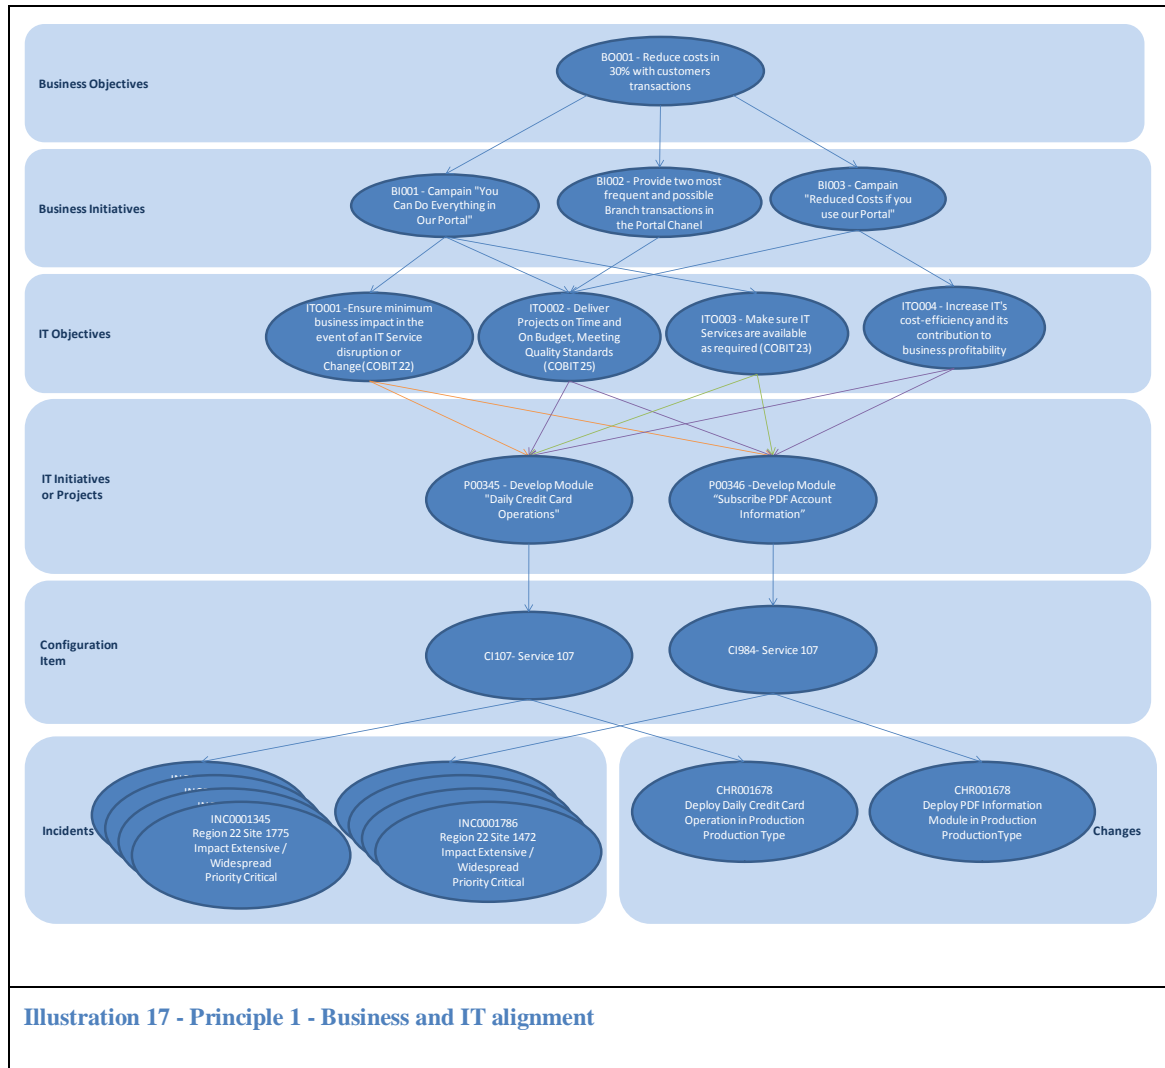 Business Objectives
BO001 - Reduce costs in
30% with customers
transactions
Business Initiatives
BI001 - Campain "You
Can Do Everything in
Our Portal"
BI002 - Provide two most
frequent and possible
Branch transactions in
the Portal Chanel
BI003 - Campain
"Reduced Costs if you
use our Portal"
IT Objectives
ITO001 -Ensure minimum
business impact in the
event of an IT Service
disruption or
Change(COBIT 22)
ITO002 - Deliver
Projects on Time and
On Budget, Meeting
Quality Standards
(COBIT 25)
ITO003 - Make sure IT
Services are available
as required (COBIT 23)
ITO004 - Increase IT's
cost-efficiency and its
contribution to
business profitability
IT Initiatives
or Projects
P00345 - Develop Module
"Daily Credit Card
Operations"
P00346 -Develop Module
“Subscribe PDF Account
Information”
Configuration
Item
CI107- Service 107
CI984- Service 107
Incidents
INC0001345
Region 22 Site 1775
Impact Extensive /
Widespread
Priority Critical
INC0001786
Region 22 Site 1472
Impact Extensive /
Widespread
Priority Critical
CHR001678
Deploy Daily Credit Card
Operation in Production
Production Type
CHR001678
Deploy PDF Information
Module in Production
ProductionType
Changes
Illustration 17 - Principle 1 - Business and IT alignment